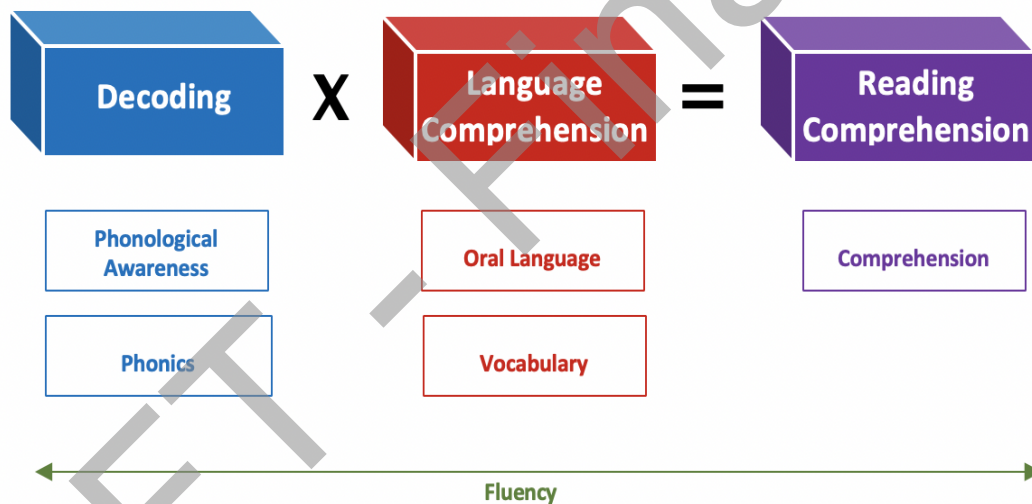 Decoding
X
Language
Comprehension
=
Reading
Comprehension
Phonological
Awareness
Oral Language
Comprehension
Phonics
Vocabulary
Fluency